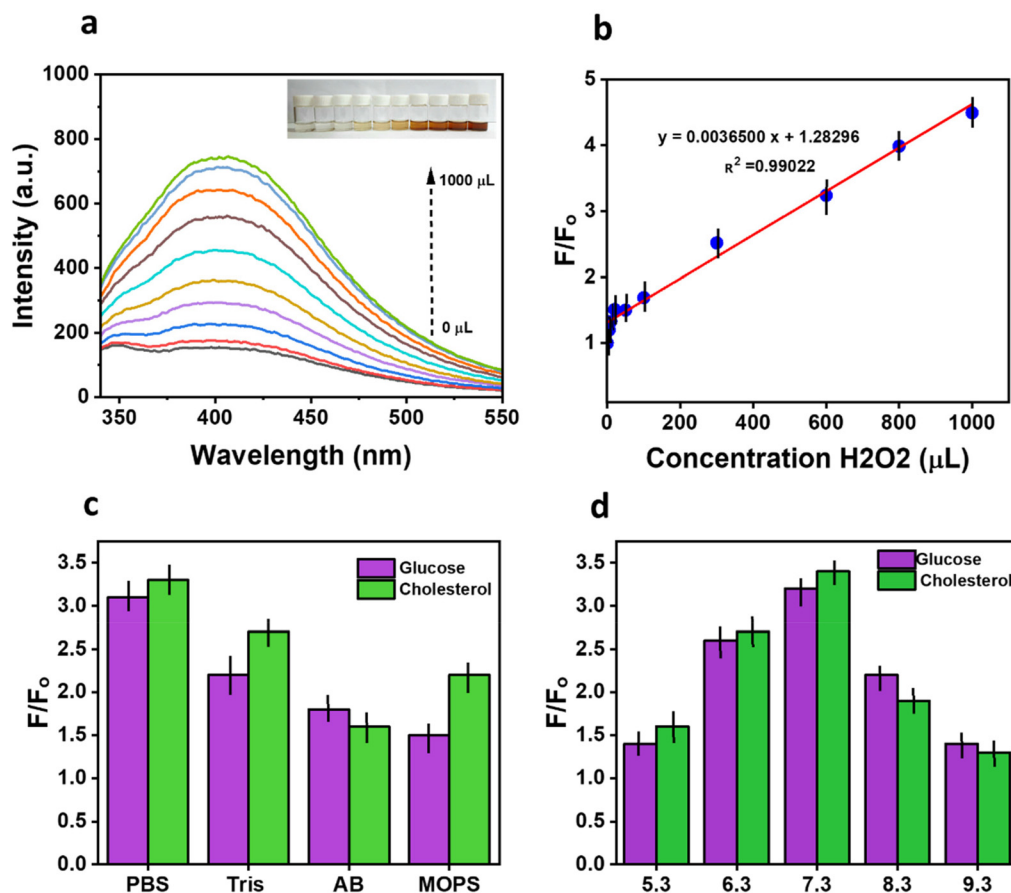 a
1000
800
600
400
200
0
Intensity (a.u.)
1000 μL
0 μL
350 400 450 500 550
Wavelength (nm)
b
5
4
3
2
1
F/Fo
y = 0.0036500 x + 1.28296
R2 =0.99022
0 200 400 600 800 1000
Concentration H2O2 (μL)
c
3.5
3.0
2.5
2.0
1.5
1.0
0.5
0.0
F/Fo
Glucose
Cholesterol
PBS Tris AB MOPS
d
3.5
3.0
2.5
2.0
1.5
1.0
0.5
0.0
F/Fo
Glucose
Cholesterol
5.3 6.3 7.3 8.3 9.3